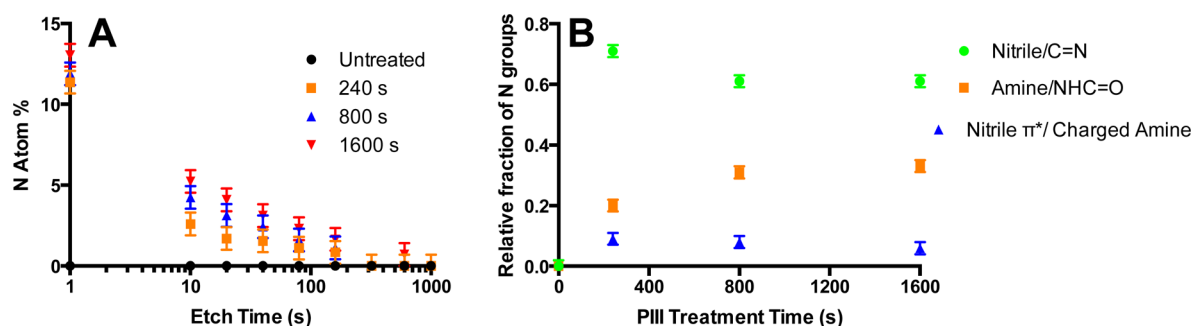 A
15
10
5
0
N Atom %
1
10
100
1000
Etch Time (s)
Untreated
240 s
800 s
1600 s
B
0.8
0.6
0.4
0.2
0.0
Relative fraction of N groups
0
400
800
1200
1600
PIII Treatment Time (s)
Nitrile/C=N
Amine/NHC=O
Nitrile π*/ Charged Amine